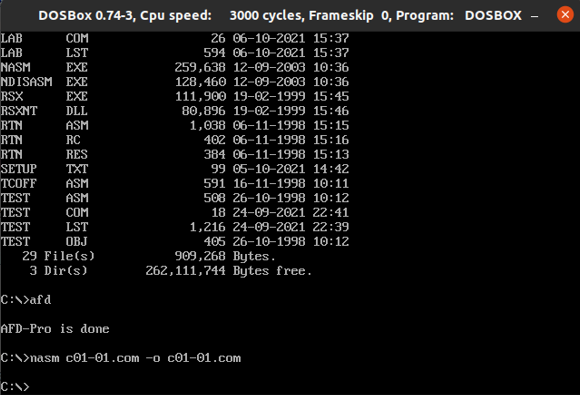 DOSBox 0.74-3, Cpu speed: 3000 cycles, Frameskip 0, Program: DOSBOX
LAB COM 26 06-10-2021 15:37
LAB LST 594 06-10-2021 15:37
NASM EXE 259,638 12-09-2003 10:36
NDISASM EXE 128,460 12-09-2003 10:36
RSX EXE 111,900 19-02-1999 15:45
RSXNT DLL 80,896 19-02-1999 15:46
RTN ASM 1,038 06-11-1998 15:15
RTN RC 402 06-11-1998 15:16
RTN RES 384 06-11-1998 15:13
SETUP TXT 99 05-10-2021 14:42
TCOFF ASM 591 16-11-1998 10:11
TEST ASM 508 26-10-1998 10:12
TEST COM 18 24-09-2021 22:41
TEST LST 1,216 24-09-2021 22:39
TEST OBJ 405 26-10-1998 10:12
29 File(s) 909,268 Bytes.
3 Dir(s) 262,111,744 Bytes free.
C:\>afd
AFD-Pro is done
C:\>nasm c01-01.com -o c01-01.com
C:\>